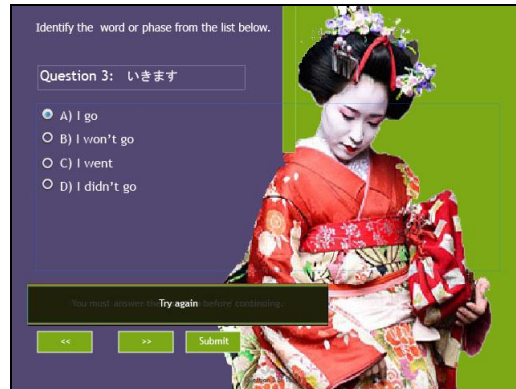 Identify the word or phase from the list below.
Question 3: いきます
A) I go
B) I won't go
C) I went
D) I didn't go
You must answer the Try again before continuing.
<< >> Submit